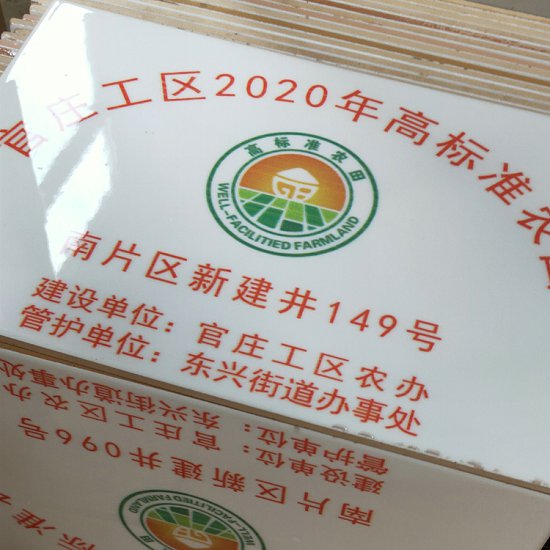 官庄工区2020年高标准农田
高标准农田
WELL-FACILITIED FARMLAND
南片区新建井149号
建设单位：官庄工区农办
管护单位：东兴街道办事处
管护单位：东兴街道办事处
建设单位：官庄工区农办
南片区新建井096号
WELL-FACILITIED FARMLAND
标准